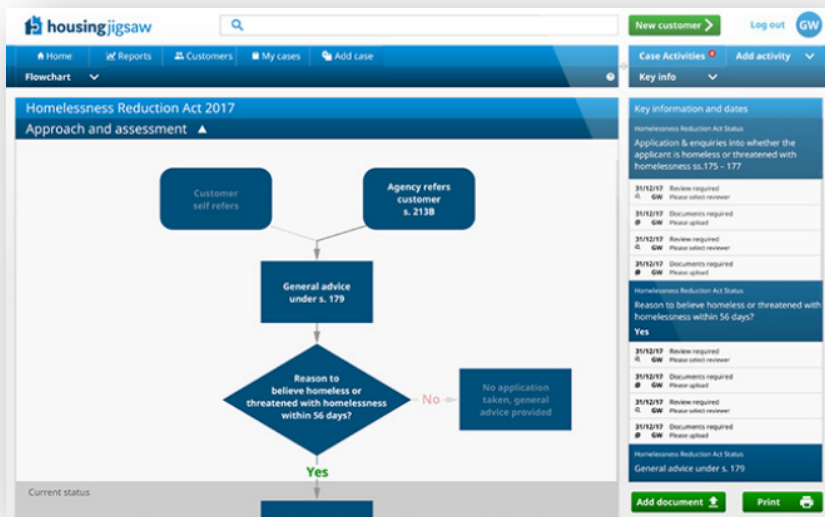 housingjigsaw
New customer
Log out
GW
Home
Reports
Customers
My cases
Add case
Case Activities
Add activity
Flowchart
Key info
Homelessness Reduction Act 2017
Approach and assessment
Customer
self refers
Agency refers
customer
s. 213B
General advice
under s. 179
Reason to
believe homeless or
threatened with homelessness
within 56 days?
No
No application
taken, general
advice provided
Yes
Current status
Key information and dates
Homelessness Reduction Act Status
Application & enquiries into whether the
applicant is homeless or threatened with
homelessness ss.175 – 177
31/12/17 Review required
GW Please select reviewer
31/12/17 Documents required
GW Please upload
31/12/17 Review required
GW Please select reviewer
31/12/17 Documents required
GW Please upload
Homelessness Reduction Act Status
Reason to believe homeless or threatened with
homelessness within 56 days?
Yes
31/12/17 Review required
GW Please select reviewer
31/12/17 Documents required
GW Please upload
31/12/17 Review required
GW Please select reviewer
31/12/17 Documents required
GW Please upload
Homelessness Reduction Act Status
General advice under s. 179
Add document
Print